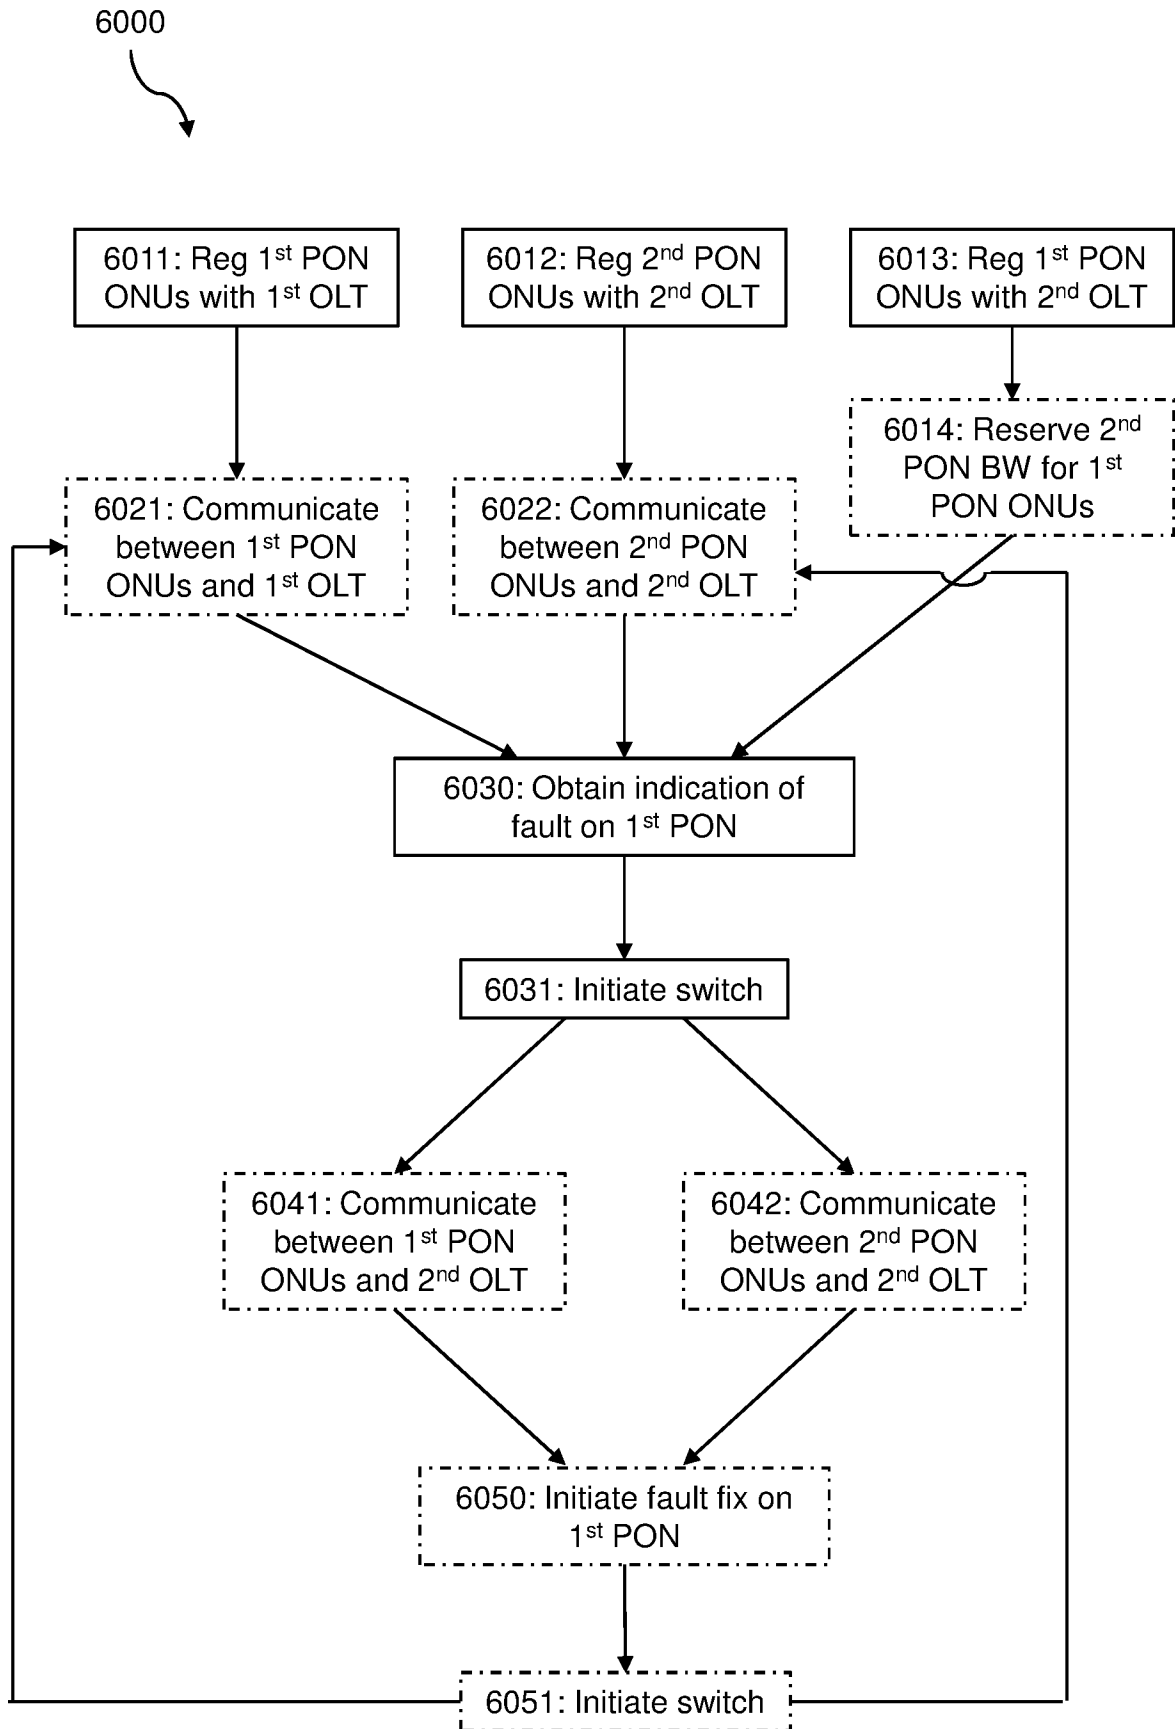 6000
6011: Reg 1st PON
ONUs with 1st OLT
6012: Reg 2nd PON
ONUs with 2nd OLT
6013: Reg 1st PON
ONUs with 2nd OLT
6014: Reserve 2nd
PON BW for 1st
PON ONUs
6021: Communicate
between 1st PON
ONUs and 1st OLT
6022: Communicate
between 2nd PON
ONUs and 2nd OLT
6030: Obtain indication of
fault on 1st PON
6031: Initiate switch
6041: Communicate
between 1st PON
ONUs and 2nd OLT
6042: Communicate
between 2nd PON
ONUs and 2nd OLT
6050: Initiate fault fix on
1st PON
6051: Initiate switch